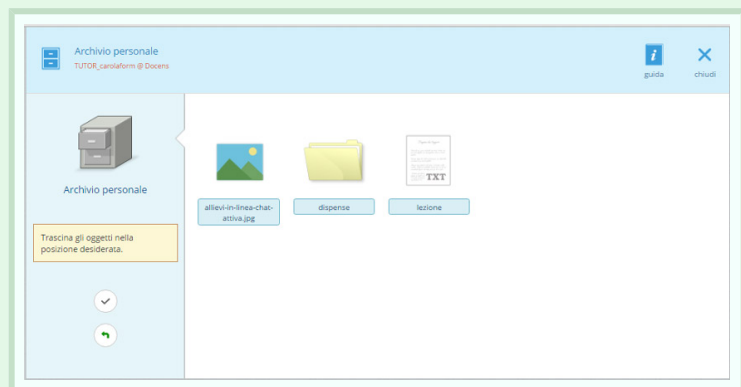 Archivio personale
TUTOR_carolaform @ Docens
guida
chiudi
Archivio personale
Trascina gli oggetti nella
posizione desiderata.
allievi-in-linea-chat-
attiva.jpg
dispense
lezione
TXT